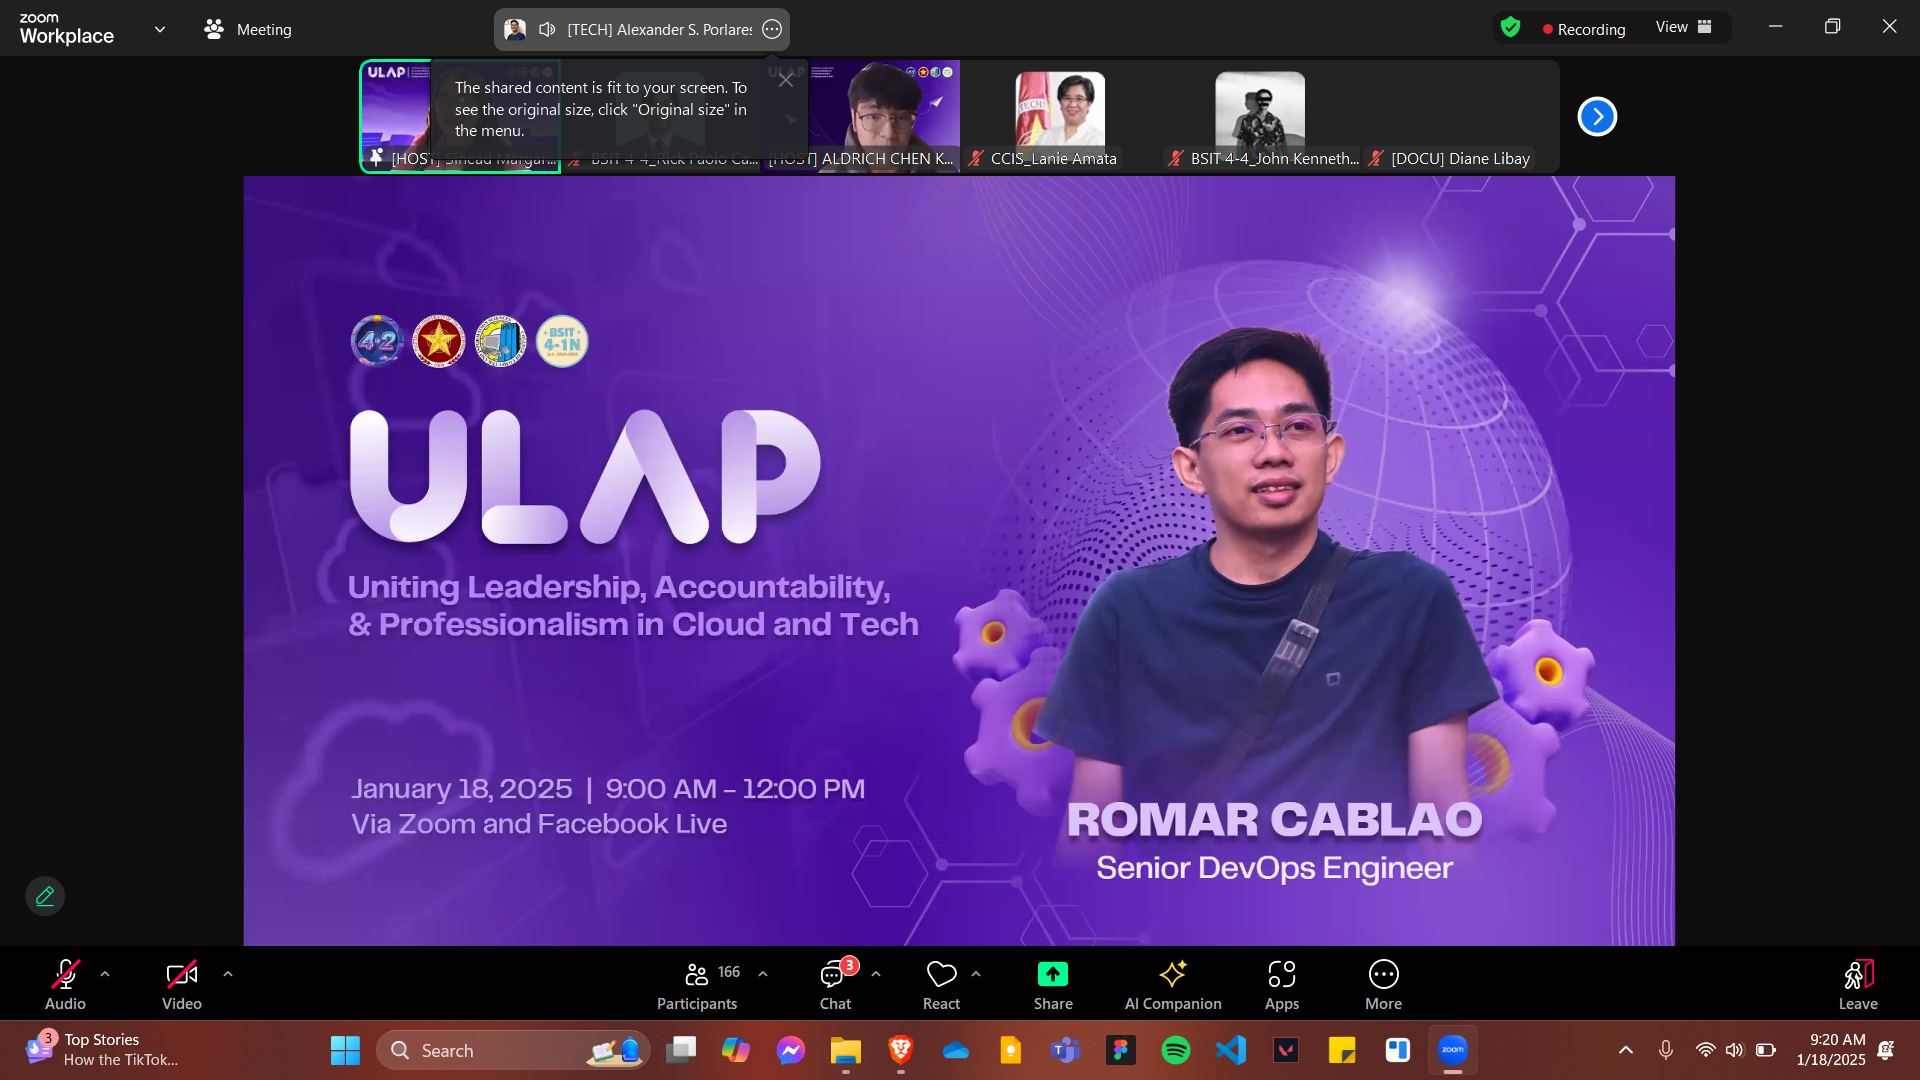 zoom
Workplace
Meeting
[TECH] Alexander S. Porlares
Recording
View
ULAP
The shared content is fit to your screen. To
see the original size, click "Original size" in
the menu.
[HOST] Sinead Margar...
BSIT 4-4_Rick Paolo Ca...
[HOST] ALDRICH CHEN K...
CCIS_Lanie Amata
BSIT 4-4_John Kenneth...
[DOCU] Diane Libay
4-2
BSIT
4-1N
ULAP
Uniting Leadership, Accountability,
& Professionalism in Cloud and Tech
January 18, 2025 | 9:00 AM – 12:00 PM
Via Zoom and Facebook Live
ROMAR CABLAO
Senior DevOps Engineer
Audio
Video
166
Participants
3
Chat
React
Share
AI Companion
Apps
More
Leave
3
Top Stories
How the TikTok...
Search
zoom
9:20 AM
1/18/2025